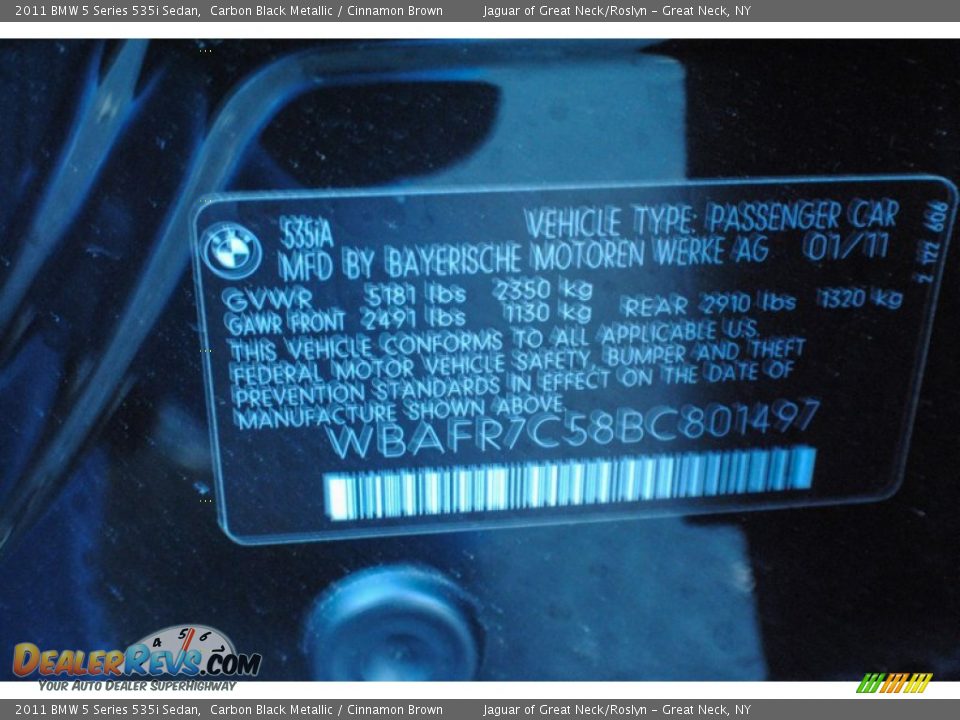 2011 BMW 5 Series 535i Sedan,  Carbon Black Metallic / Cinnamon Brown    Jaguar of Great Neck/Roslyn – Great Neck, NY
535iA    VEHICLE TYPE: PASSENGER CAR
MFD BY BAYERISCHE MOTOREN WERKE AG    01/11
GVWR    5181 lbs    2350 kg
GAWR FRONT  2491 lbs    1130 kg    REAR 2910 lbs    1320 kg
THIS VEHICLE CONFORMS TO ALL APPLICABLE U.S.
FEDERAL MOTOR VEHICLE SAFETY, BUMPER AND THEFT
PREVENTION STANDARDS IN EFFECT ON THE DATE OF
MANUFACTURE SHOWN ABOVE
WBAFR7C58BC801497
4 5 6
DEALERREVS.COM
YOUR AUTO DEALER SUPERHIGHWAY
2011 BMW 5 Series 535i Sedan,  Carbon Black Metallic / Cinnamon Brown    Jaguar of Great Neck/Roslyn – Great Neck, NY